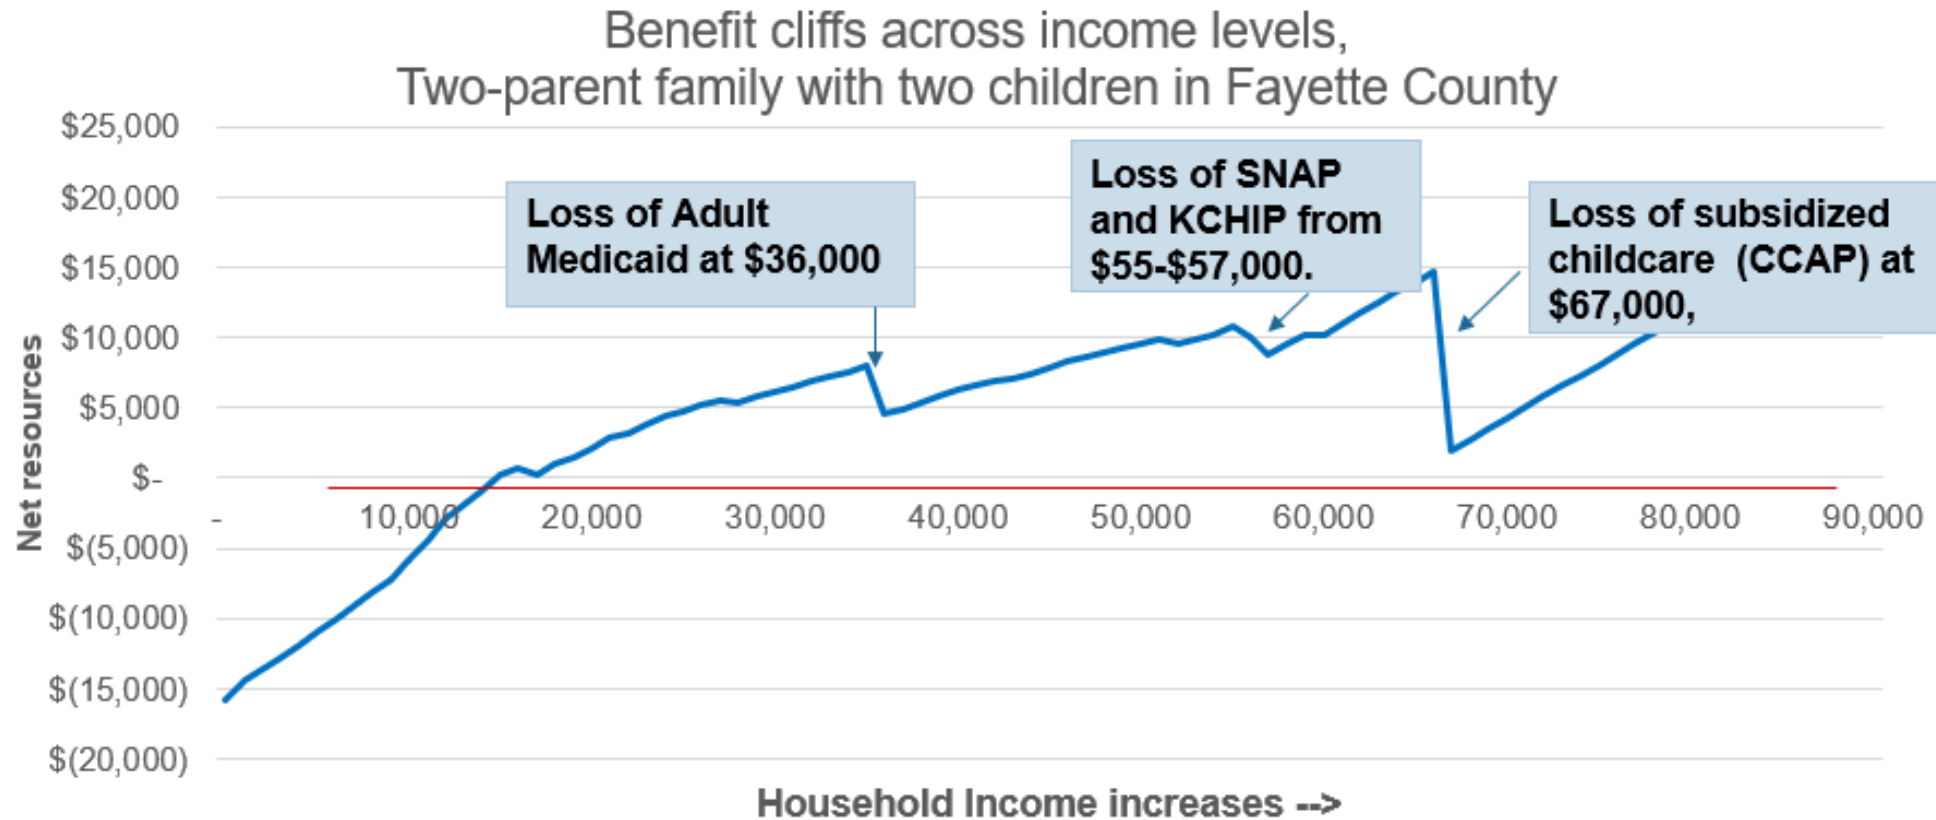 Benefit cliffs across income levels,
Two-parent family with two children in Fayette County
$25,000
$20,000
$15,000
$10,000
$5,000
$-
$(5,000)
$(10,000)
$(15,000)
$(20,000)
Net resources
Loss of Adult
Medicaid at $36,000
Loss of SNAP
and KCHIP from
$55-$57,000.
Loss of subsidized
childcare (CCAP) at
$67,000,
- 10,000 20,000 30,000 40,000 50,000 60,000 70,000 80,000 90,000
Household Income increases -->